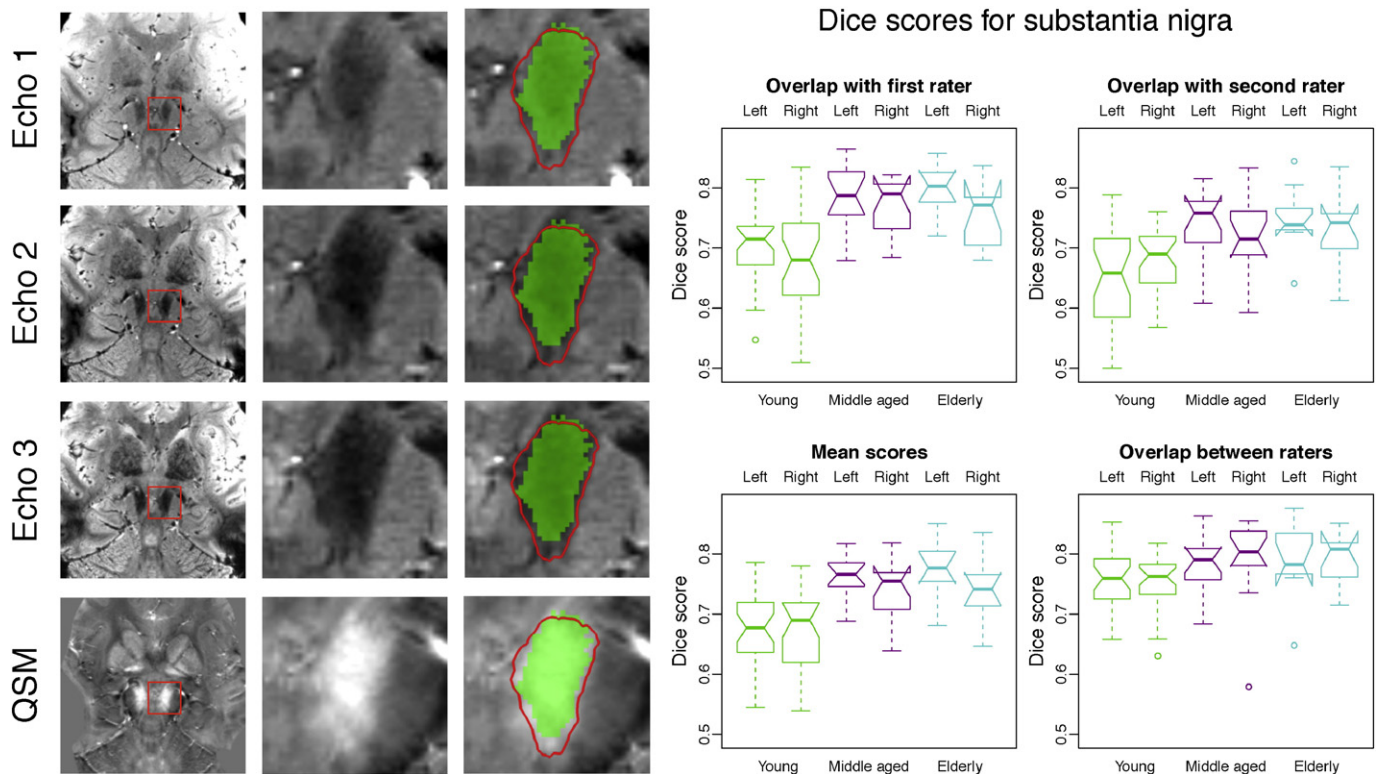 Echo 1
Echo 2
Echo 3
QSM
Dice scores for substantia nigra
Overlap with first rater
Left Right Left Right Left Right
Dice score
0.8
0.7
0.6
0.5
Young Middle aged Elderly
Overlap with second rater
Left Right Left Right Left Right
Dice score
0.8
0.7
0.6
0.5
Young Middle aged Elderly
Mean scores
Left Right Left Right Left Right
Dice score
0.8
0.7
0.6
0.5
Young Middle aged Elderly
Overlap between raters
Left Right Left Right Left Right
Dice score
0.8
0.7
0.6
0.5
Young Middle aged Elderly